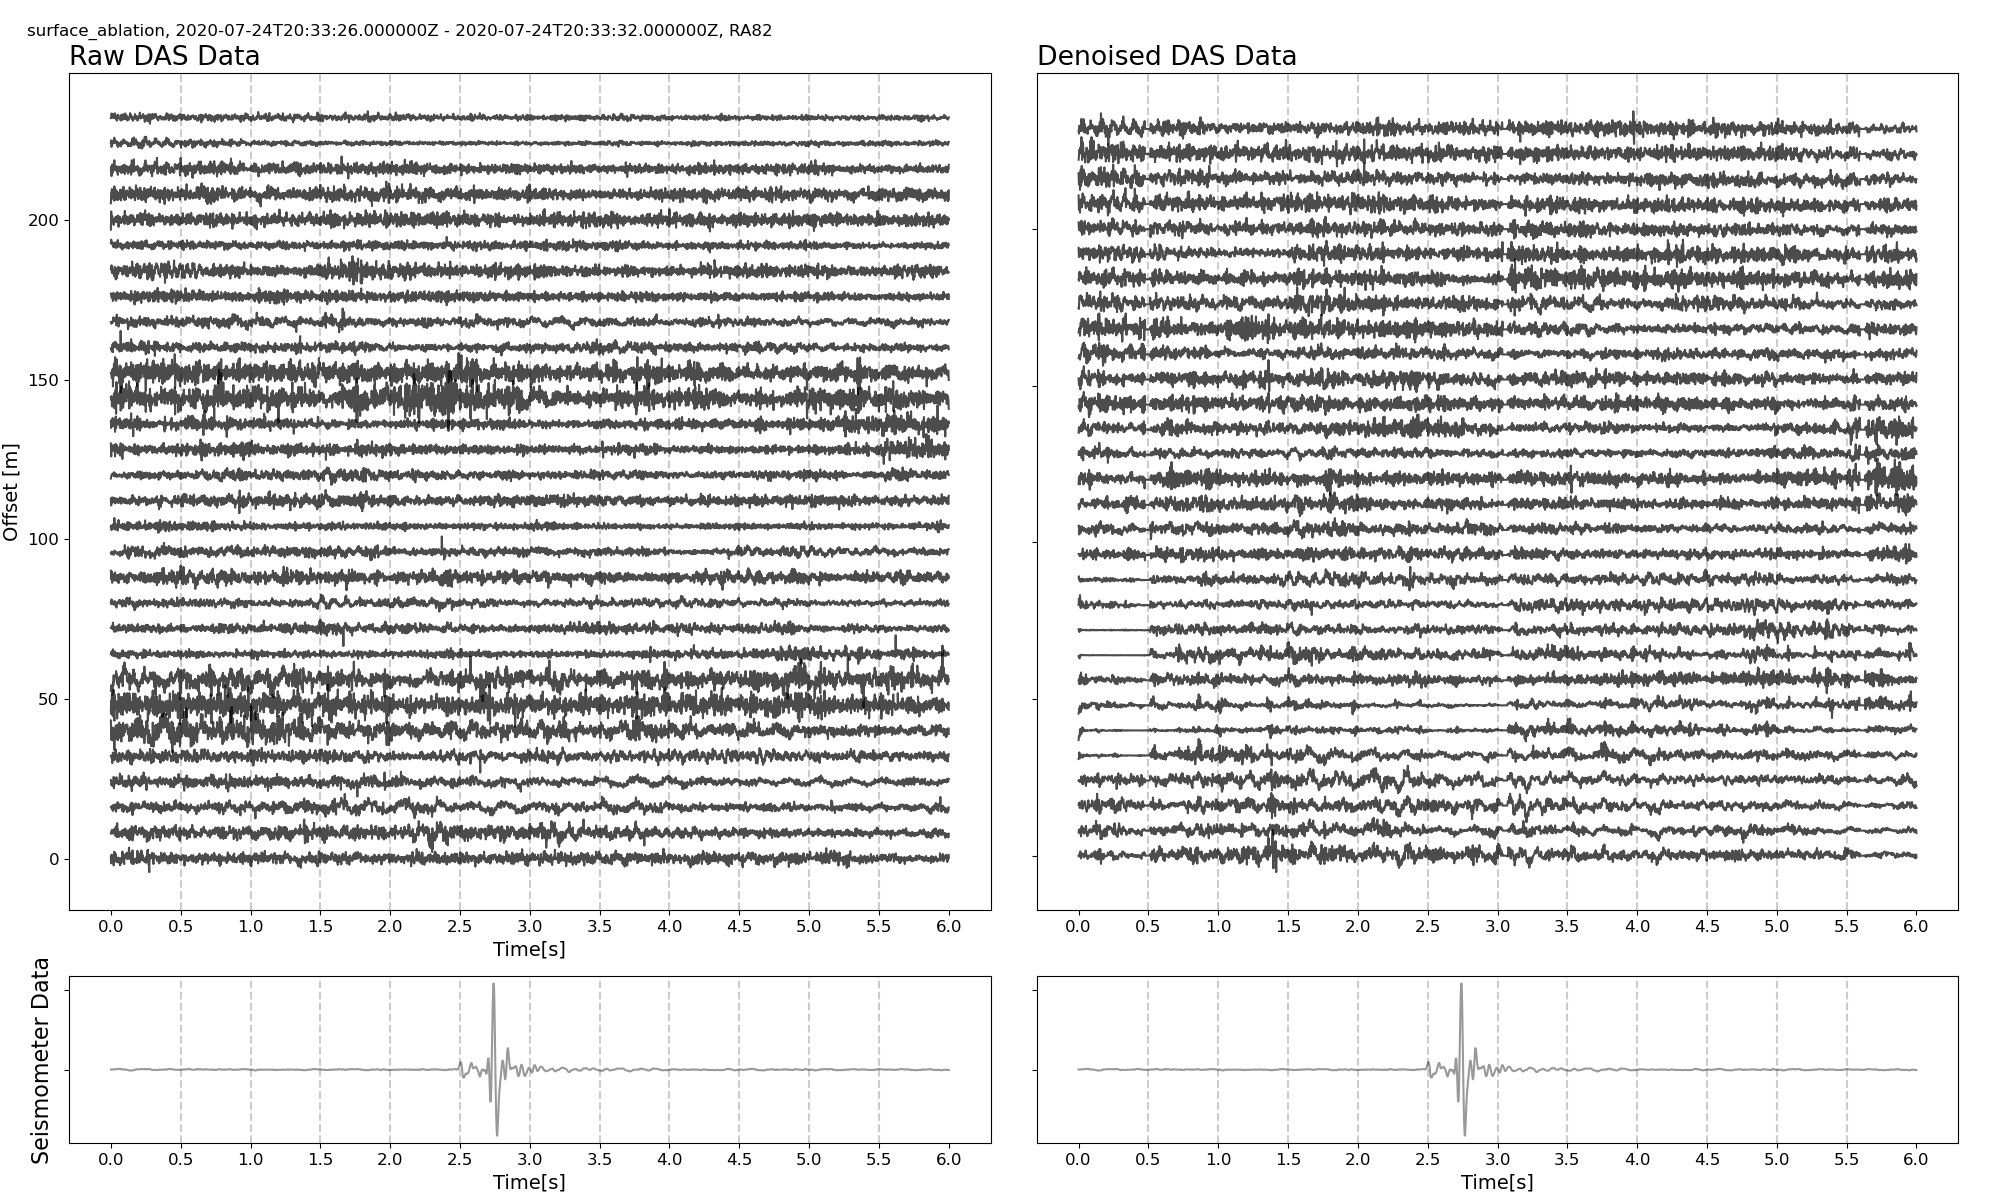 surface_ablation, 2020-07-24T20:33:26.000000Z - 2020-07-24T20:33:32.000000Z, RA82
Raw DAS Data
Denoised DAS Data
Offset [m]
200
150
100
50
0
0.0 0.5 1.0 1.5 2.0 2.5 3.0 3.5 4.0 4.5 5.0 5.5 6.0
Time[s]
0.0 0.5 1.0 1.5 2.0 2.5 3.0 3.5 4.0 4.5 5.0 5.5 6.0
Seismometer Data
0.0 0.5 1.0 1.5 2.0 2.5 3.0 3.5 4.0 4.5 5.0 5.5 6.0
Time[s]
0.0 0.5 1.0 1.5 2.0 2.5 3.0 3.5 4.0 4.5 5.0 5.5 6.0
Time[s]